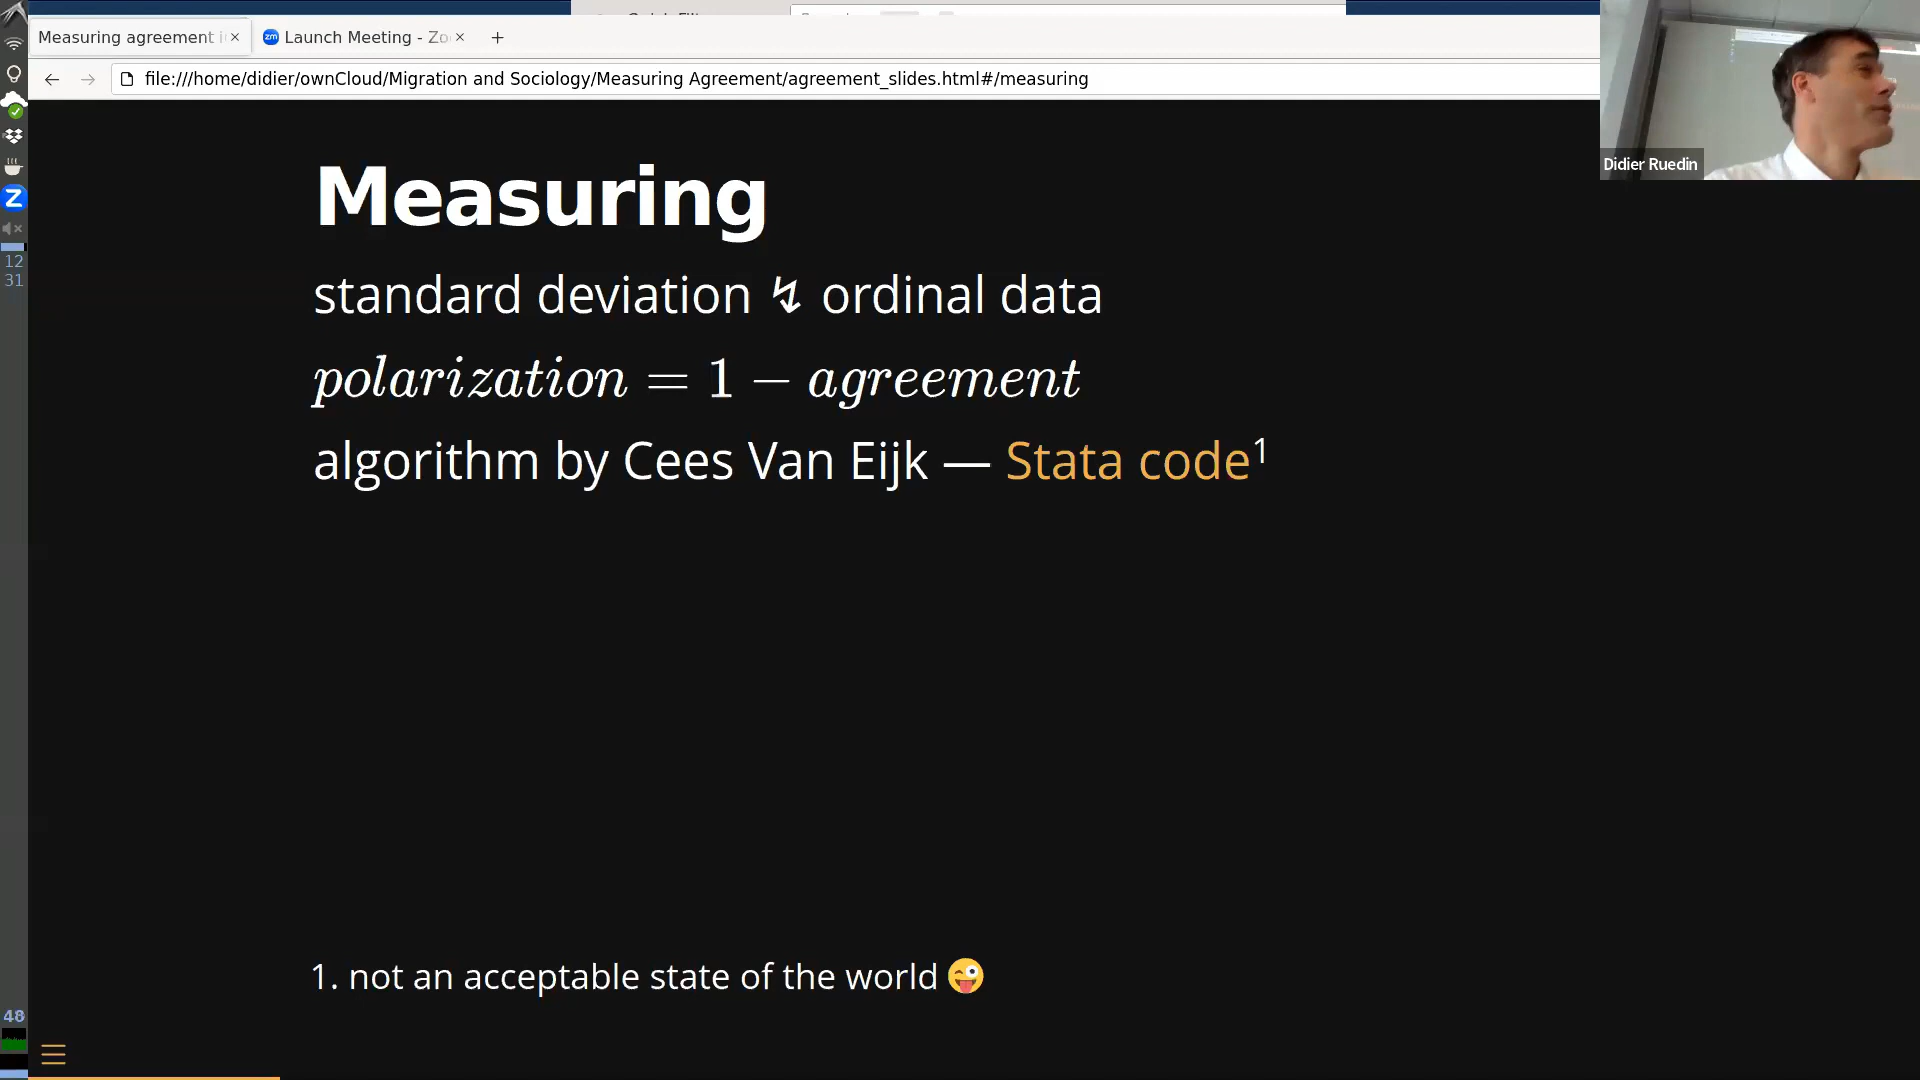 Measuring agreement i
Launch Meeting - Zo
file:///home/didier/ownCloud/Migration and Sociology/Measuring Agreement/agreement_slides.html#/measuring
Didier Ruedin
12
31
Measuring
standard deviation ↯ ordinal data
polarization = 1 − agreement
algorithm by Cees Van Eijk — Stata code¹
1. not an acceptable state of the world 😜
48